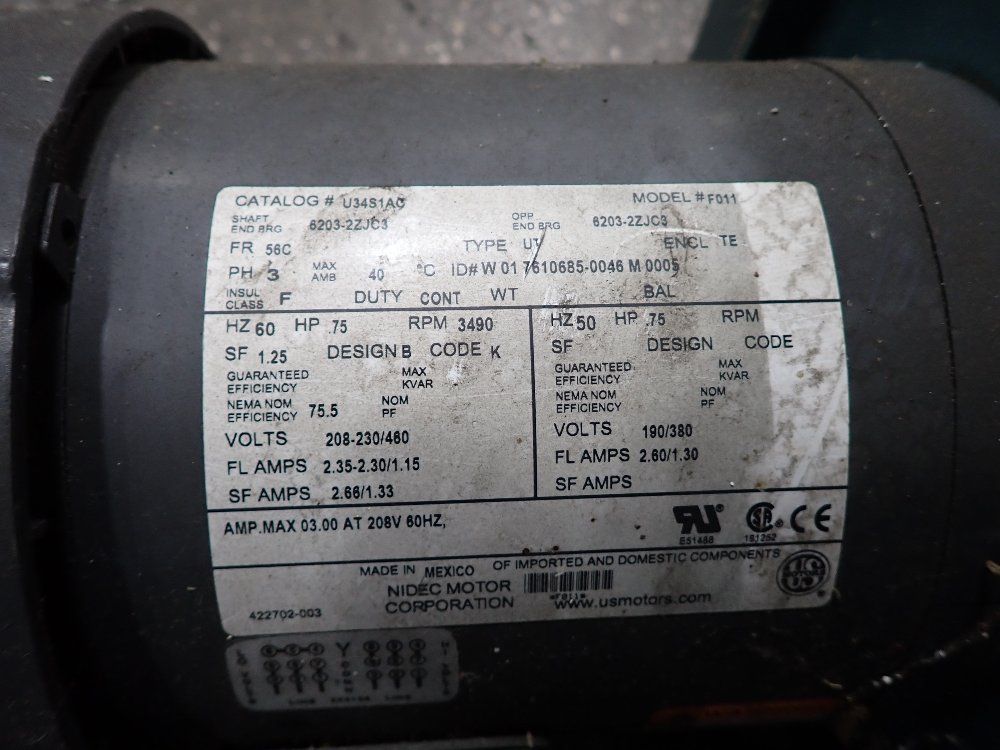 CATALOG # U34S1AC MODEL # F011
SHAFT END BRG 6203-2ZJC3 OPP END BRG 6203-2ZJC3
FR 56C TYPE UT ENCL TE
PH 3 MAX AMB 40 °C ID# W 01 7610685-0046 M 0005
INSUL CLASS F DUTY CONT WT BAL
HZ 60 HP .75 RPM 3490
SF 1.25 DESIGN B CODE K
GUARANTEED EFFICIENCY MAX KVAR
NEMA NOM EFFICIENCY 75.5 NOM PF
VOLTS 208-230/460
FL AMPS 2.35-2.30/1.15
SF AMPS 2.66/1.33
HZ 50 HP .75 RPM
SF DESIGN CODE
GUARANTEED EFFICIENCY MAX KVAR
NEMA NOM EFFICIENCY NOM PF
VOLTS 190/380
FL AMPS 2.60/1.30
SF AMPS
AMP.MAX 03.00 AT 208V 60HZ,
E51488 181252
MADE IN MEXICO OF IMPORTED AND DOMESTIC COMPONENTS
NIDEC MOTOR CORPORATION
*F011*
www.usmotors.com
422702-003
US